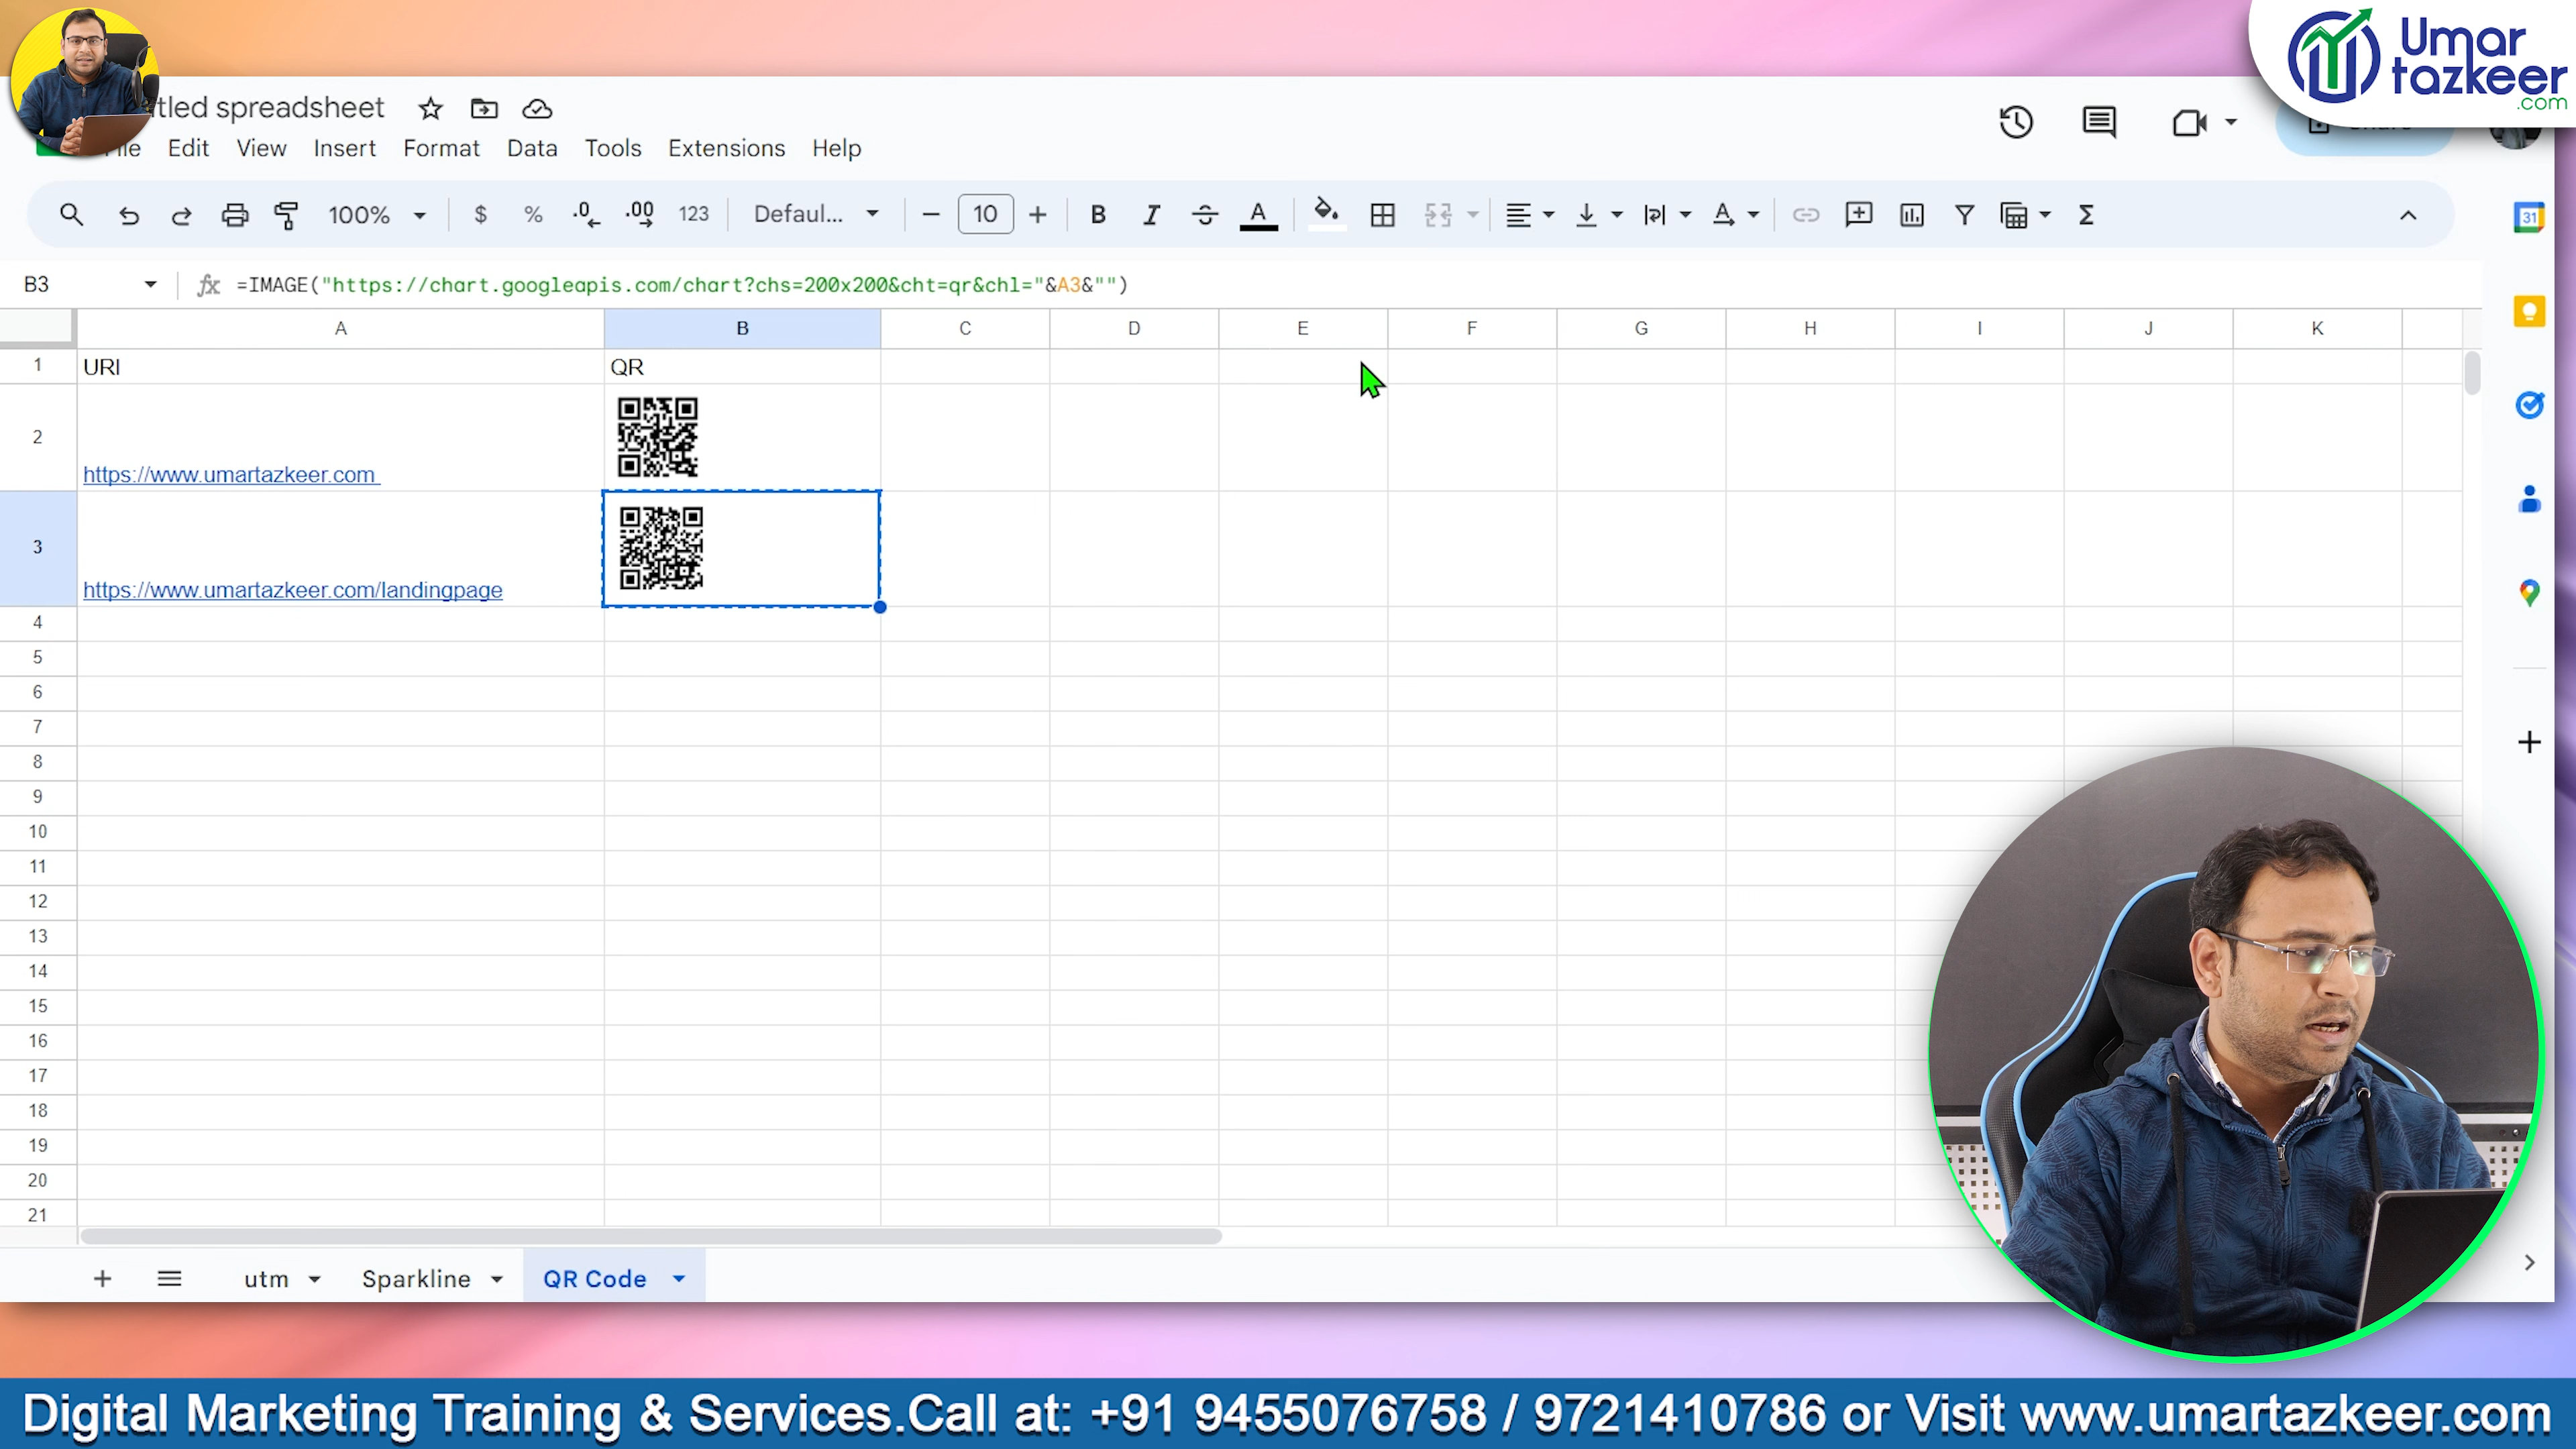 Umar
tazkeer
.com
tled spreadsheet
File Edit View Insert Format Data Tools Extensions Help
100% $ % .0 .00 123 Defaul... 10 B I A
31
B3 fx =IMAGE("https://chart.googleapis.com/chart?chs=200x200&cht=qr&chl="&A3&"")
A B C D E F G H I J K
1 URI QR
2 https://www.umartazkeer.com
3 https://www.umartazkeer.com/landingpage
4
5
6
7
8
9
10
11
12
13
14
15
16
17
18
19
20
21
utm Sparkline QR Code
Digital Marketing Training & Services.Call at: +91 9455076758 / 9721410786 or Visit www.umartazkeer.com